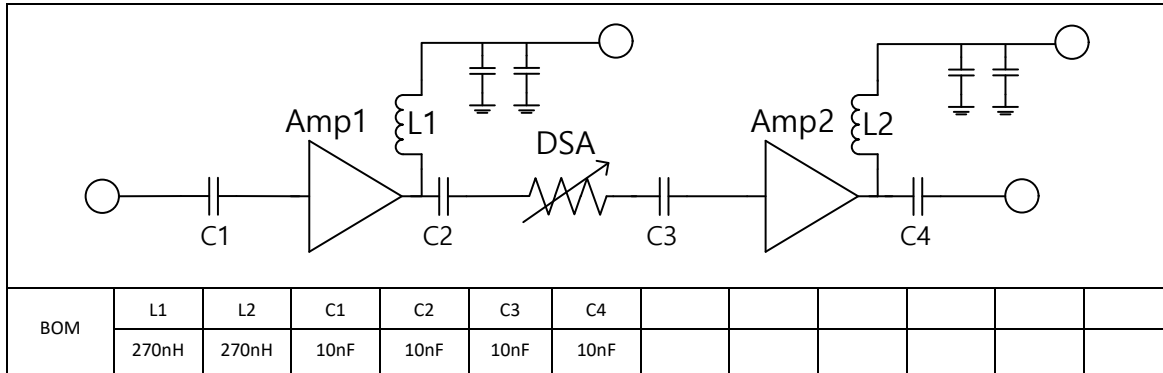 Amp1
L1
DSA
Amp2
L2
C1
C2
C3
C4
BOM L1 L2 C1 C2 C3 C4
270nH 270nH 10nF 10nF 10nF 10nF